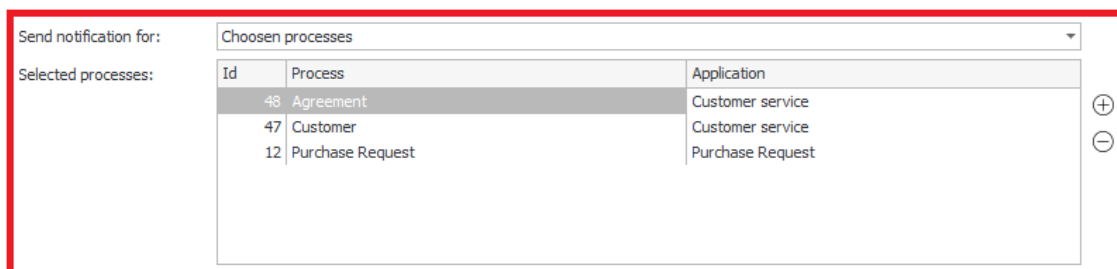 Send notification for: Choosen processes
Selected processes: Id Process Application
48 Agreement Customer service
47 Customer Customer service
12 Purchase Request Purchase Request